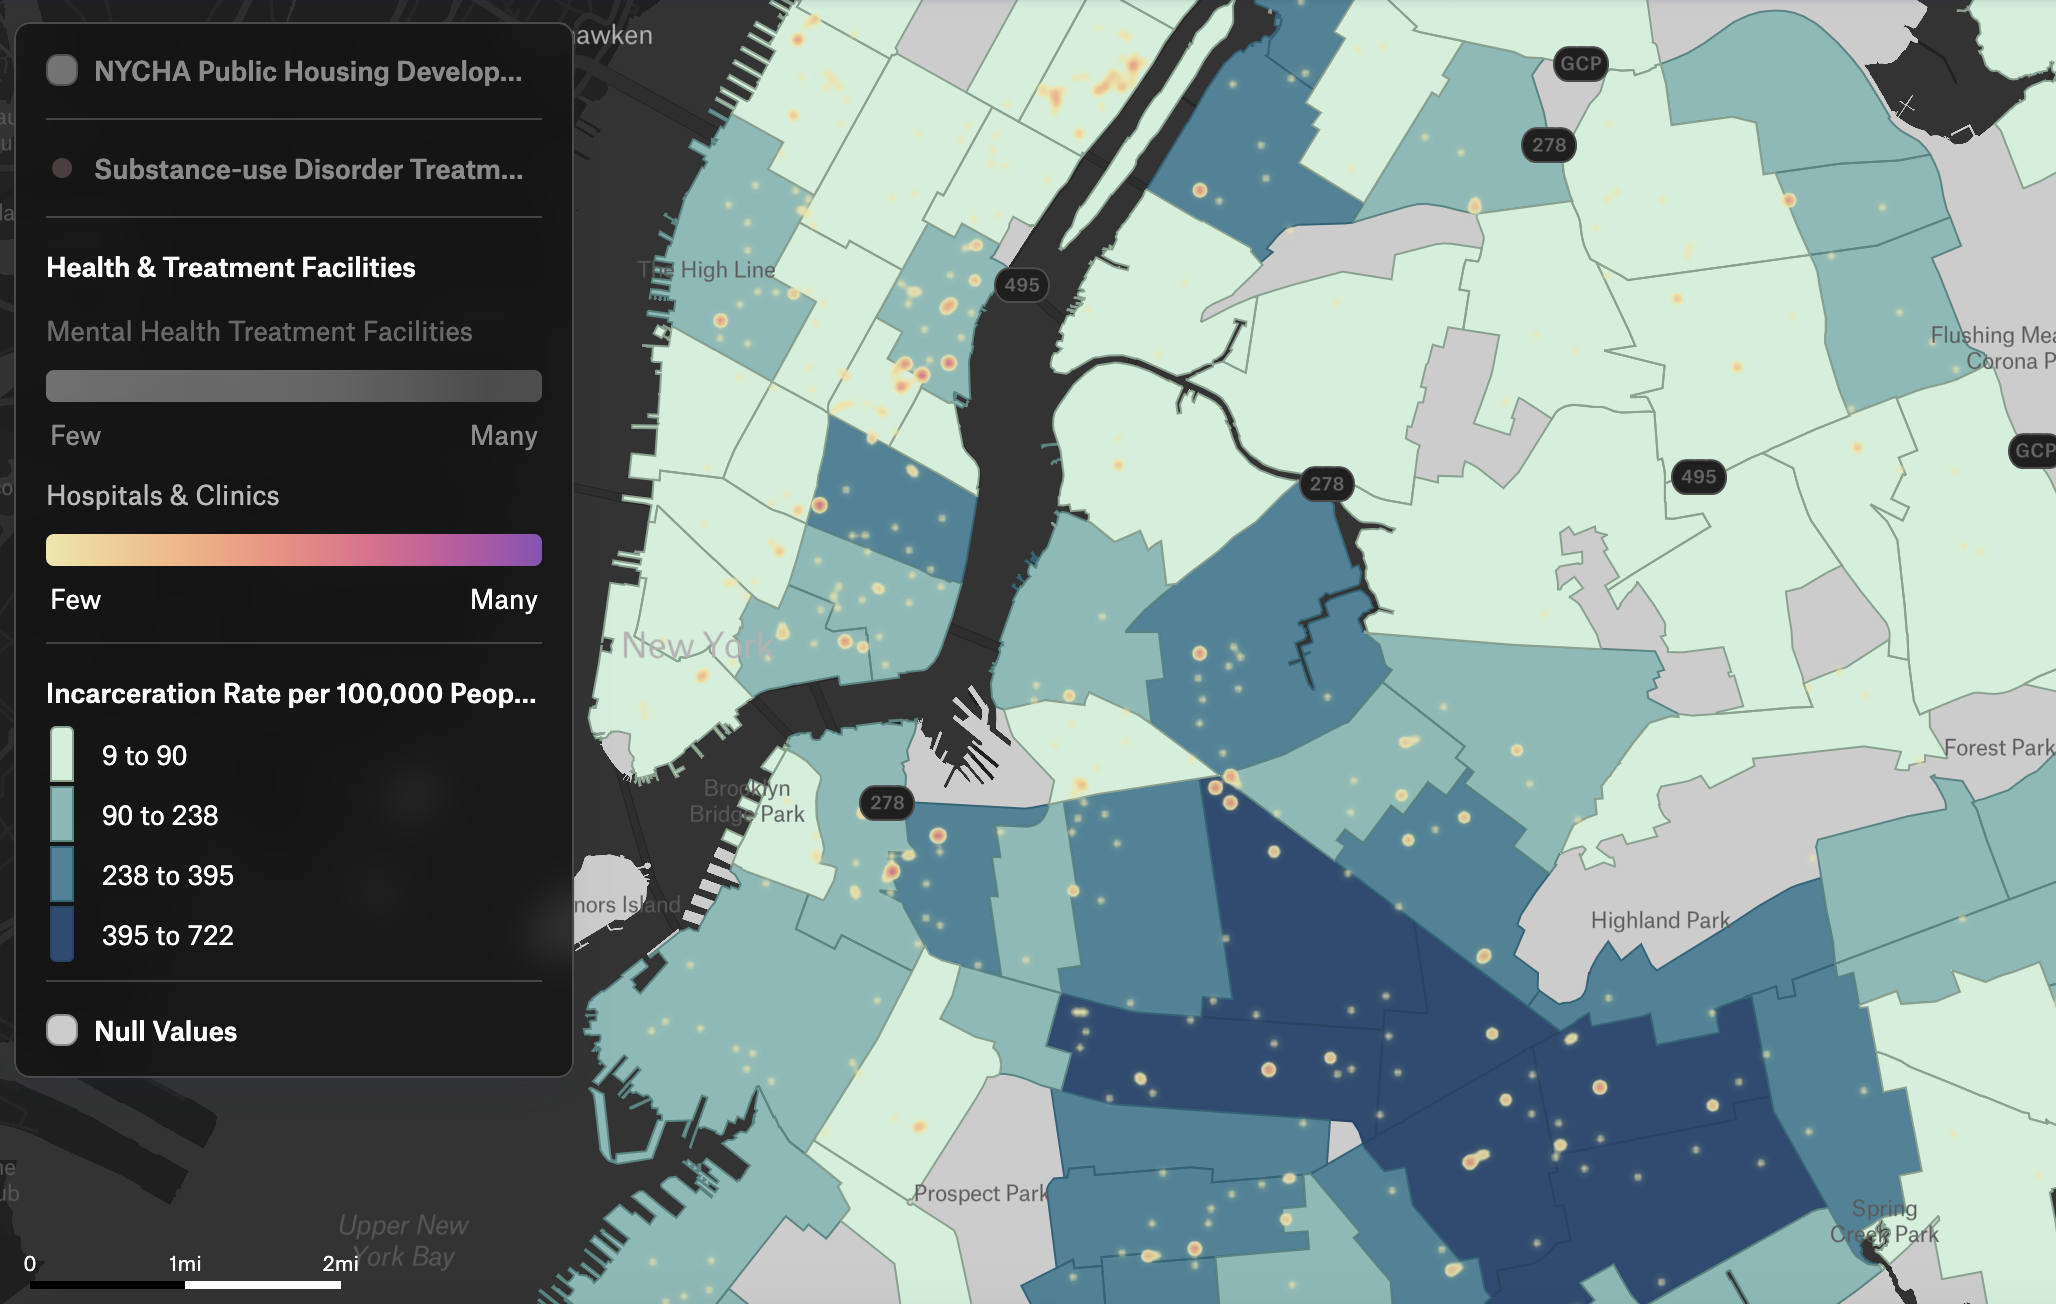 NYCHA Public Housing Develop...
Substance-use Disorder Treatm...
Health & Treatment Facilities
Mental Health Treatment Facilities
Few Many
Hospitals & Clinics
Few Many
Incarceration Rate per 100,000 Peop...
9 to 90
90 to 238
238 to 395
395 to 722
Null Values
0 1mi 2mi
awken
GCP
278
The High Line
495
Flushing Mea
Corona P
GCP
278
495
New York
Forest Park
Brooklyn
Bridge Park
278
nors Island
Highland Park
Prospect Park
Spring
Creek Park
Upper New
York Bay